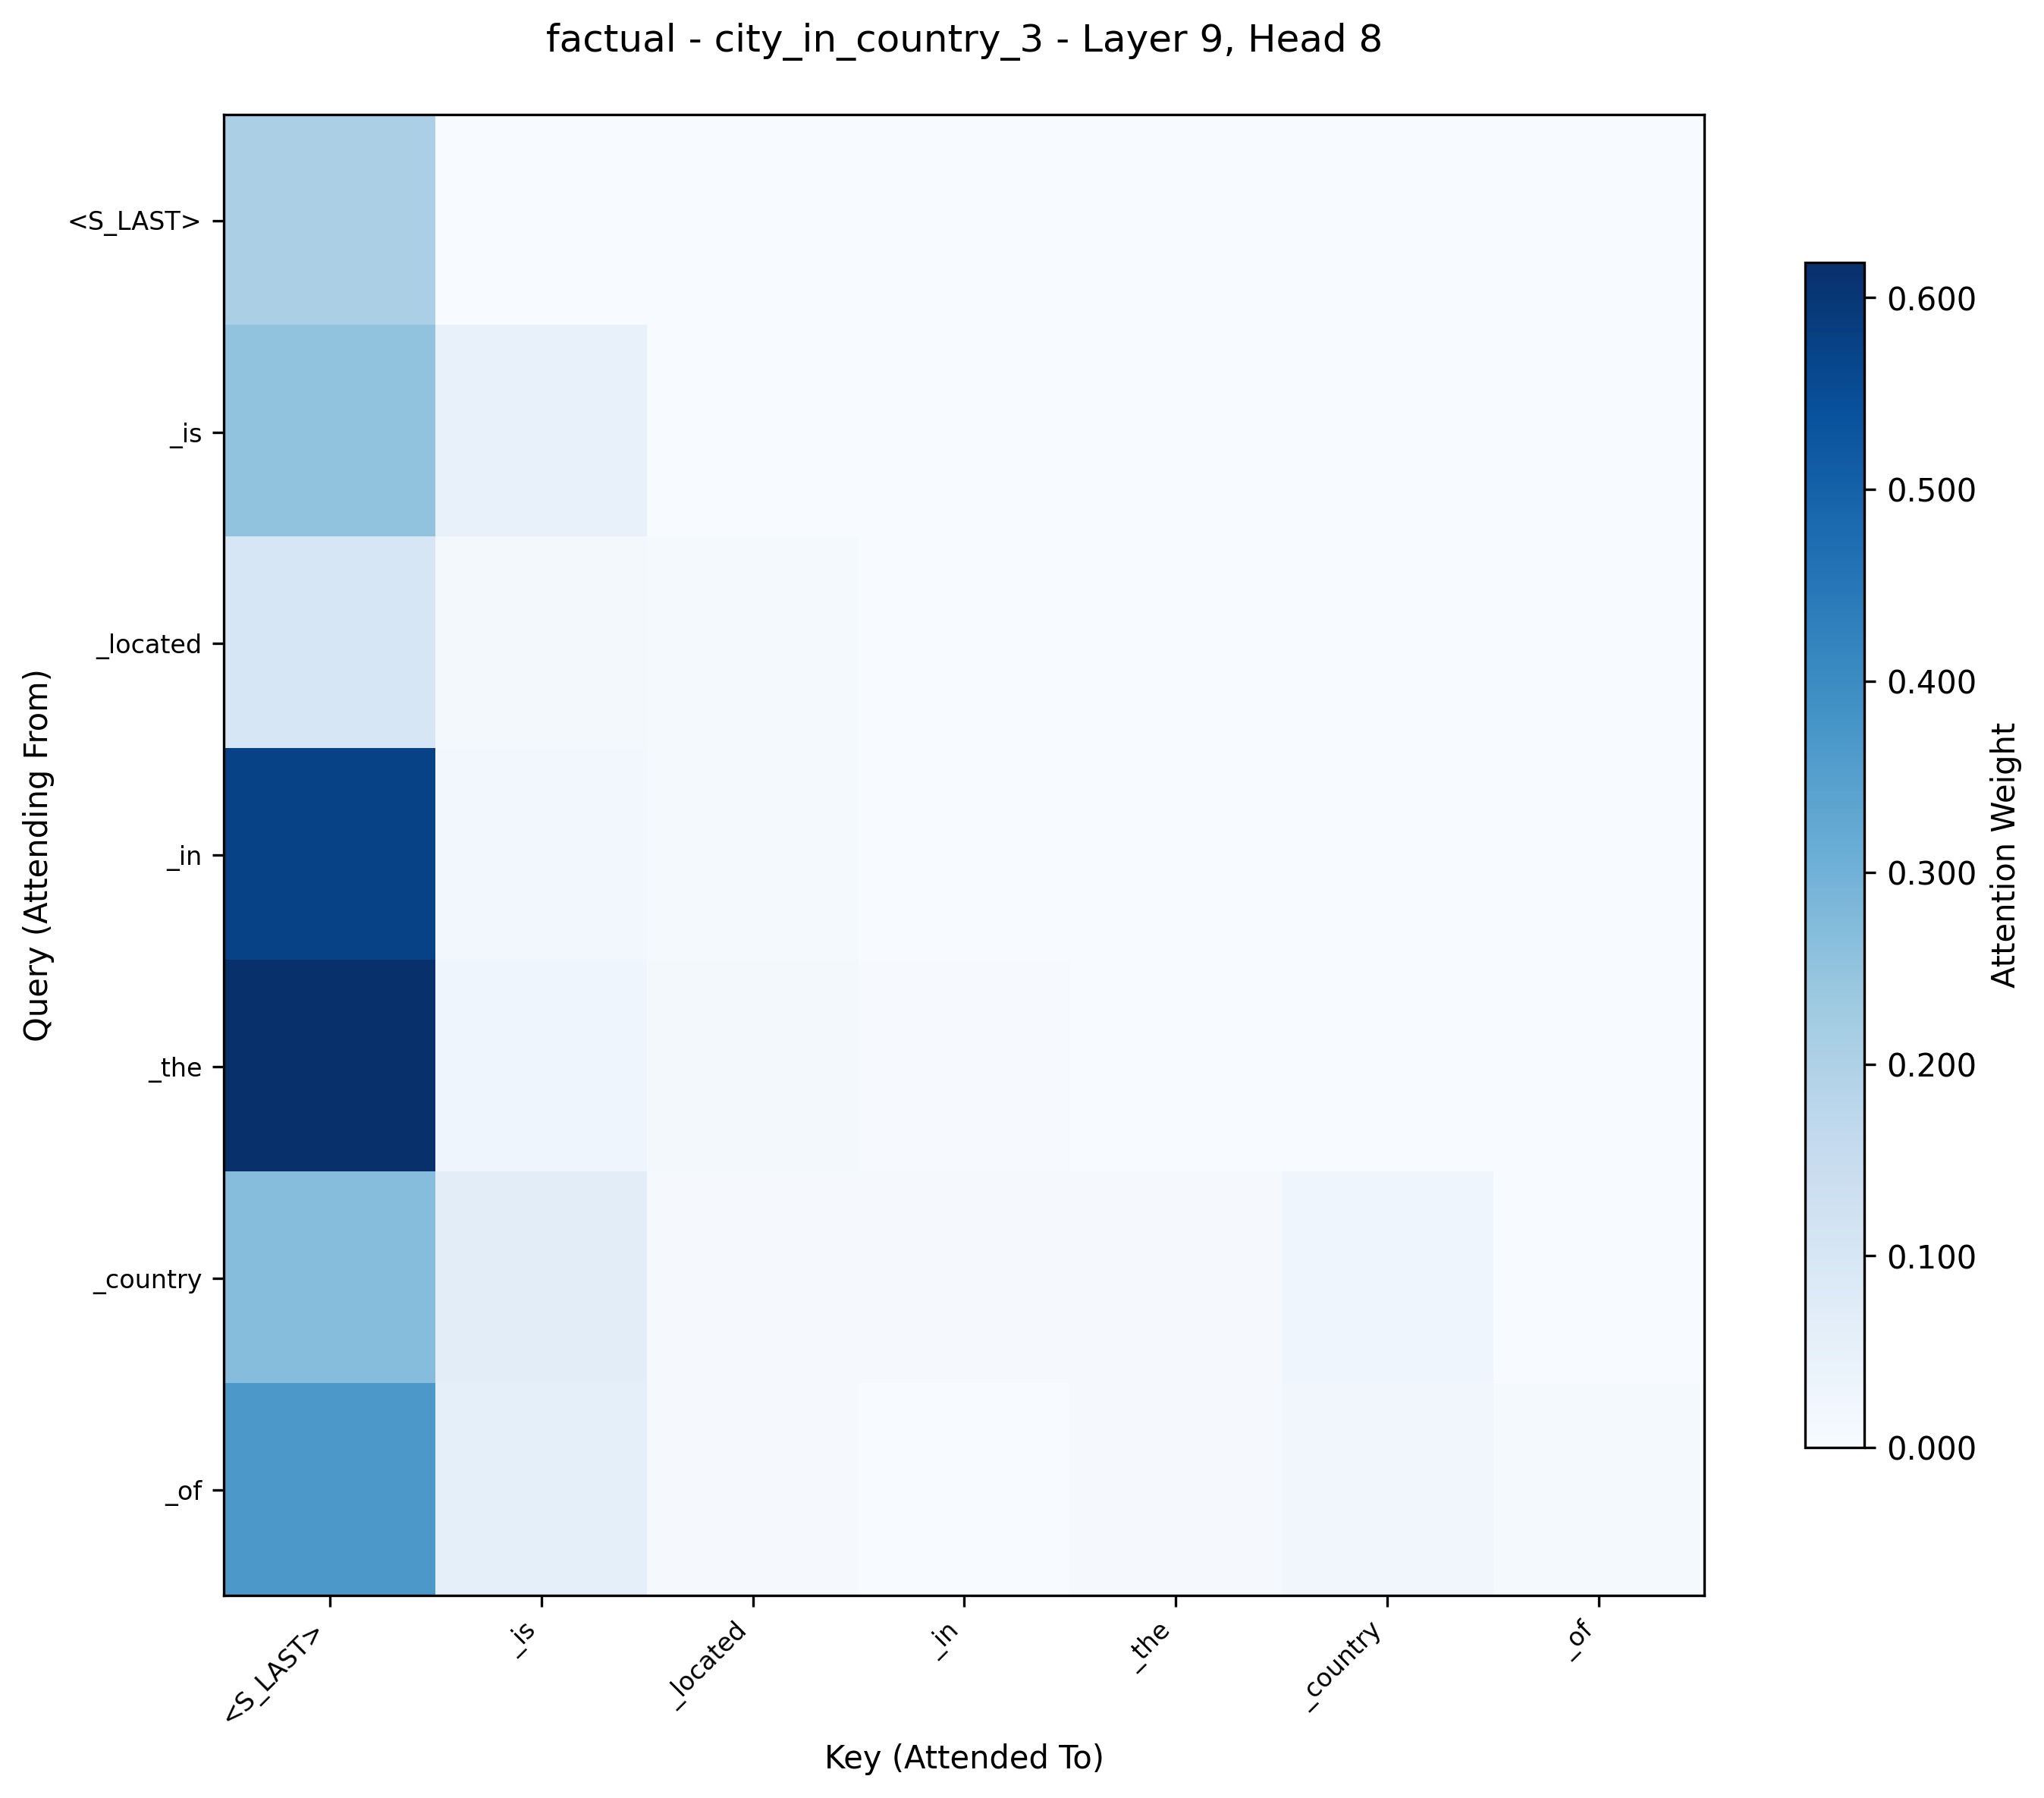 factual - city_in_country_3 - Layer 9, Head 8
Query (Attending From)
<S_LAST>
_is
_located
_in
_the
_country
_of
<S_LAST>
_is
_located
_in
_the
_country
_of
Key (Attended To)
0.600
0.500
0.400
0.300
0.200
0.100
0.000
Attention Weight